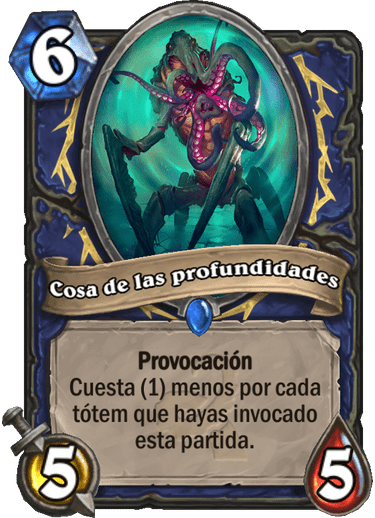 6
Cosa de las profundidades
Provocación
Cuesta (1) menos por cada
tótem que hayas invocado
esta partida.
5
5